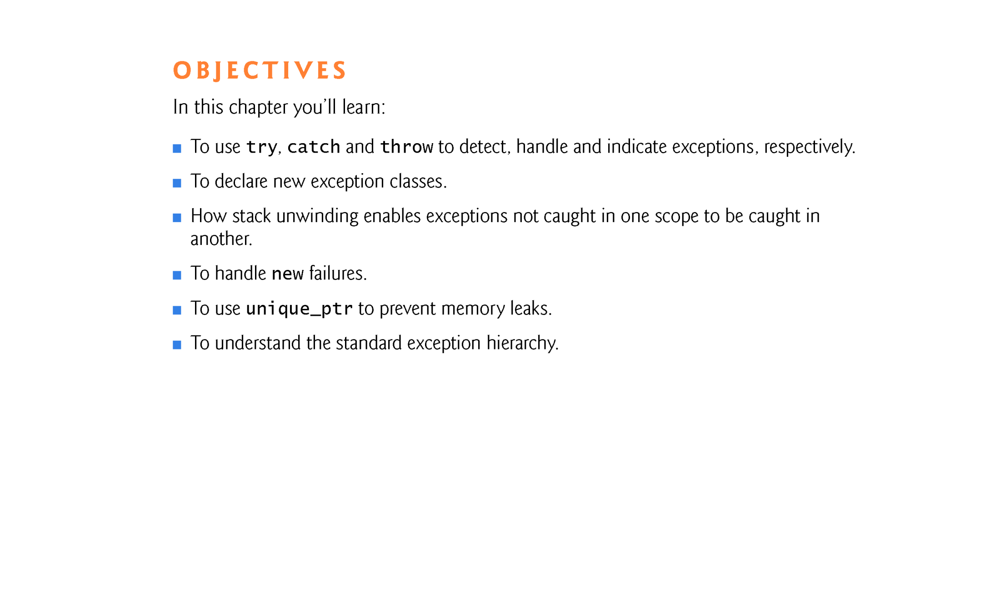 OBJECTIVES
In this chapter you’ll learn:
■ To use try, catch and throw to detect, handle and indicate exceptions, respectively.
■ To declare new exception classes.
■ How stack unwinding enables exceptions not caught in one scope to be caught in
another.
■ To handle new failures.
■ To use unique_ptr to prevent memory leaks.
■ To understand the standard exception hierarchy.